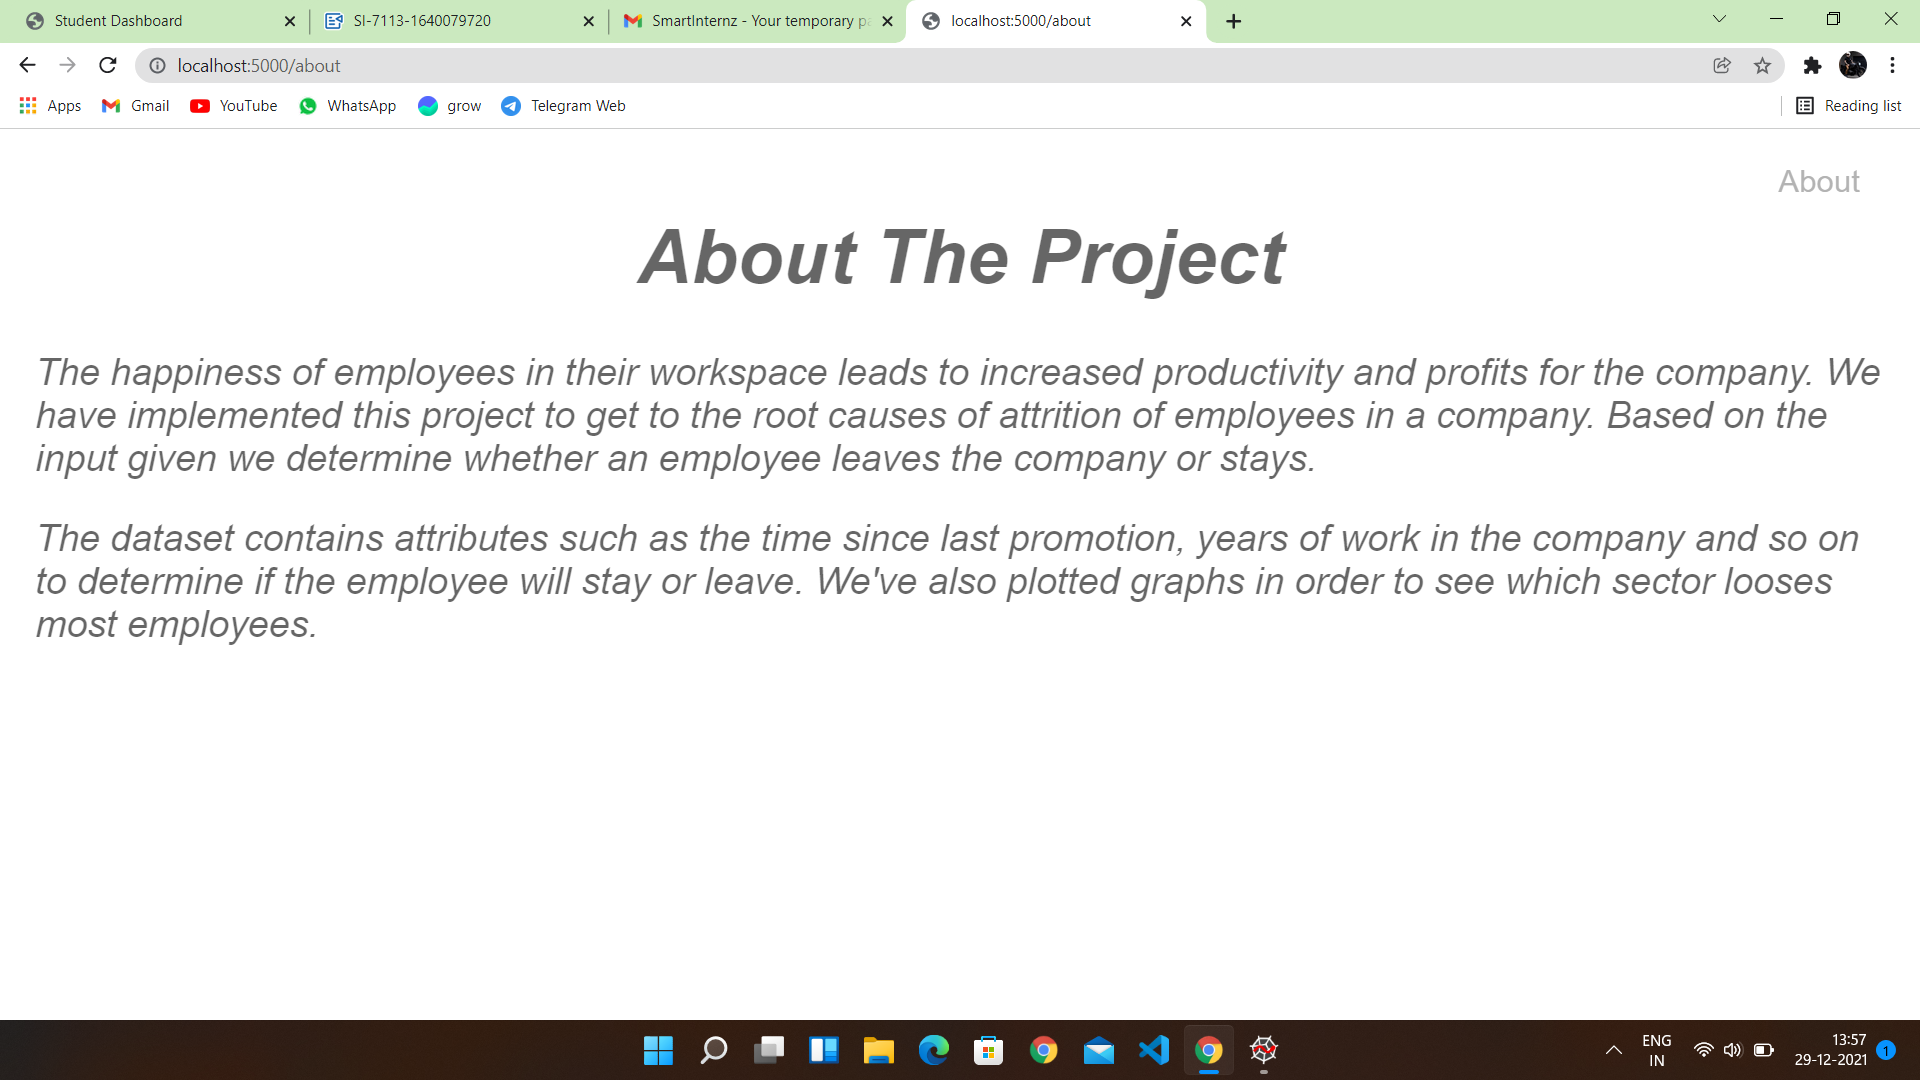 Student Dashboard
SI-7113-1640079720
SmartInternz - Your temporary pa
localhost:5000/about
localhost:5000/about
Apps
Gmail
YouTube
WhatsApp
grow
Telegram Web
Reading list
About
About The Project
The happiness of employees in their workspace leads to increased productivity and profits for the company. We
have implemented this project to get to the root causes of attrition of employees in a company. Based on the
input given we determine whether an employee leaves the company or stays.
The dataset contains attributes such as the time since last promotion, years of work in the company and so on
to determine if the employee will stay or leave. We've also plotted graphs in order to see which sector looses
most employees.
ENG
IN
13:57
29-12-2021
1